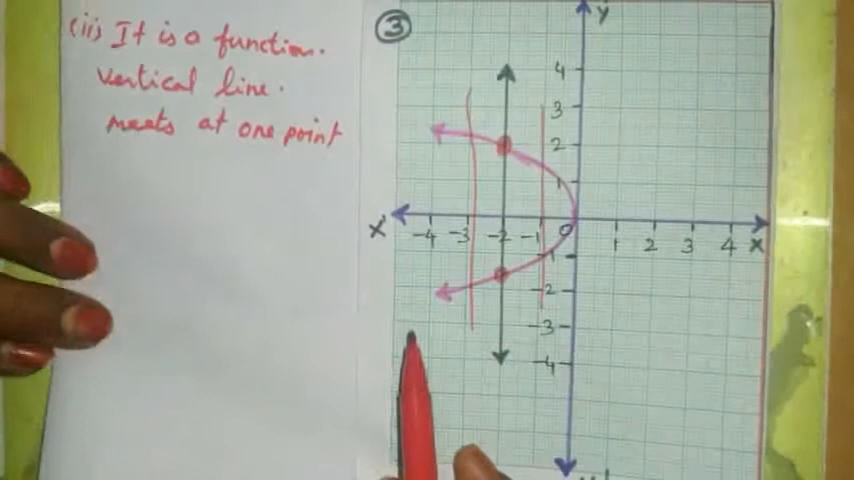 (ii) It is a function.
vertical line.
meets at one point
3
y
4
3
2
1
x' -4 -3 -2 -1 0 1 2 3 4 x
-1
-2
-3
-4